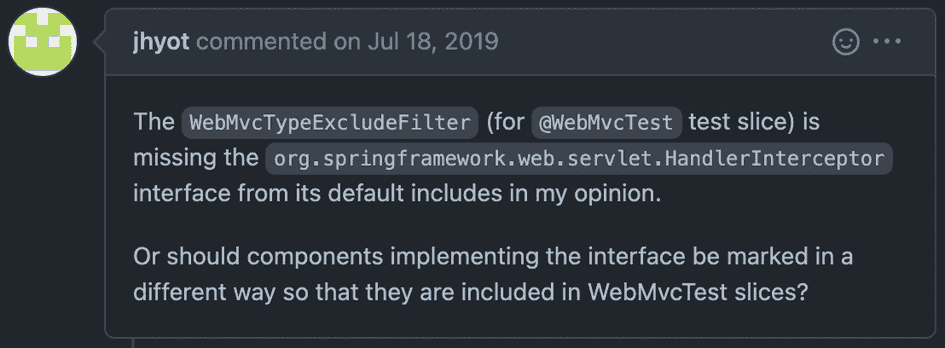 jhyot commented on Jul 18, 2019
The WebMvcTypeExcludeFilter (for @WebMvcTest test slice) is
missing the org.springframework.web.servlet.HandlerInterceptor
interface from its default includes in my opinion.
Or should components implementing the interface be marked in a
different way so that they are included in WebMvcTest slices?